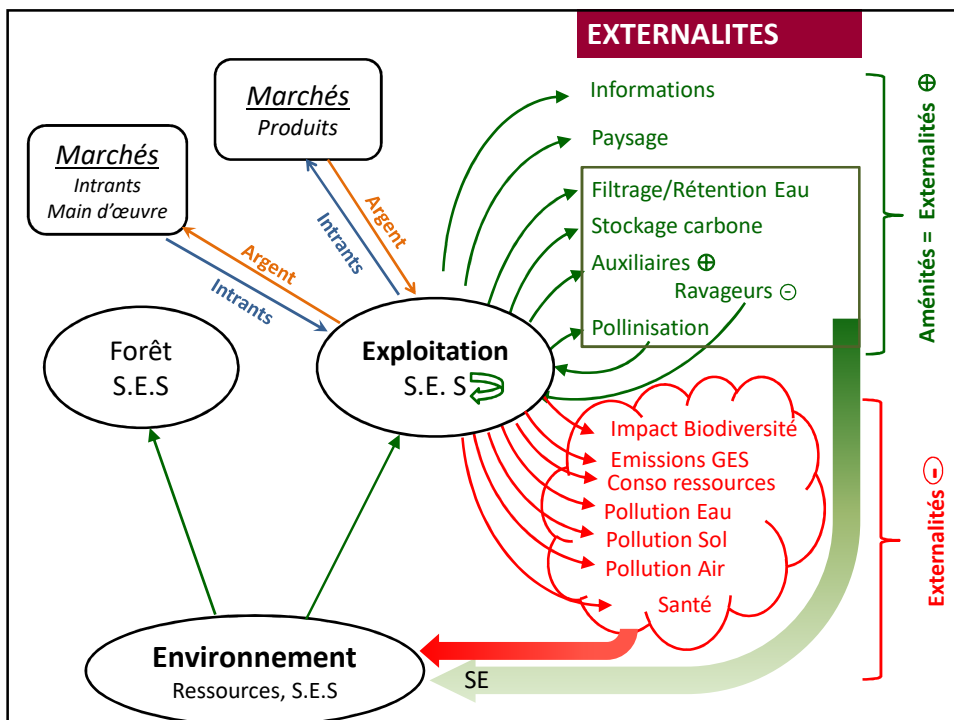 EXTERNALITES
Marchés
Produits
Marchés
Intrants
Main d'œuvre
Argent
Intrants
Argent
Intrants
Informations
Paysage
Filtrage/Rétention Eau
Stockage carbone
Auxiliaires ⊕
Ravageurs ⊖
Pollinisation
Aménités = Externalités ⊕
Forêt
S.E.S
Exploitation
S.E. S
Impact Biodiversité
Emissions GES
Conso ressources
Pollution Eau
Pollution Sol
Pollution Air
Santé
Externalités ⊖
Environnement
Ressources, S.E.S
SE